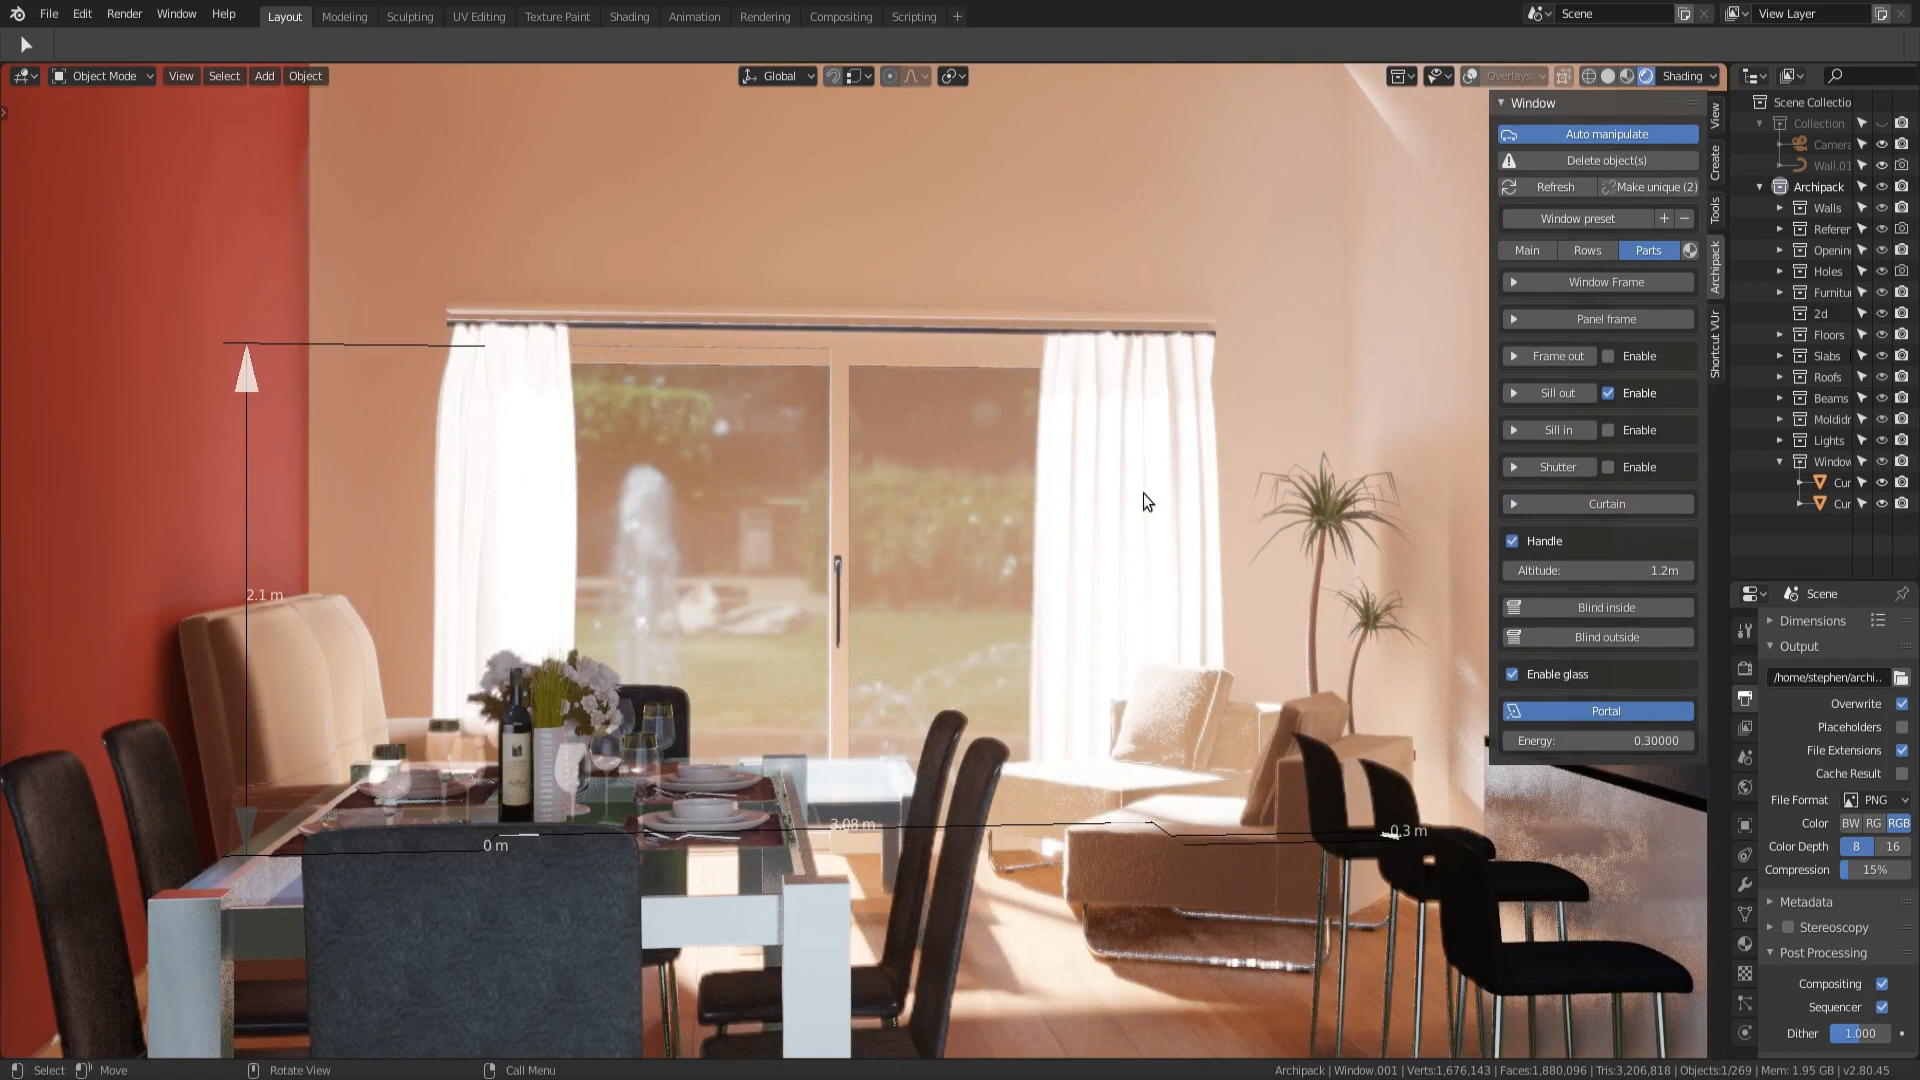 File Edit Render Window Help Layout Modeling Sculpting UV Editing Texture Paint Shading Animation Rendering Compositing Scripting + Scene View Layer
Object Mode View Select Add Object Global Overlays Shading
Window
Auto manipulate
Delete object(s)
Refresh Make unique (2)
Window preset + −
Main Rows Parts
Window Frame
Panel frame
Frame out Enable
Sill out Enable
Sill in Enable
Shutter Enable
Curtain
Handle
Altitude: 1.2m
Blind inside
Blind outside
Enable glass
Portal
Energy: 0.30000
View
Create
Tools
Archipack
Shortcut VUr
Scene Collectio
Collection
Camera
Wall.01
Archipack
Walls
Referen
Openin
Holes
Furnitu
2d
Floors
Slabs
Roofs
Beams
Moldidn
Lights
Window
Cur
Cur
Scene
Dimensions
Output
/home/stephen/archi..
Overwrite
Placeholders
File Extensions
Cache Result
File Format PNG
Color BW RG RGB
Color Depth 8 16
Compression 15%
Metadata
Stereoscopy
Post Processing
Compositing
Sequencer
Dither 1.000
2.1 m
0 m
3.08 m
0.3 m
Select Move Rotate View Call Menu Archipack | Window.001 | Verts:1,676,143 | Faces:1,880,096 | Tris:3,206,818 | Objects:1/269 | Mem: 1.95 GB | v2.80.45